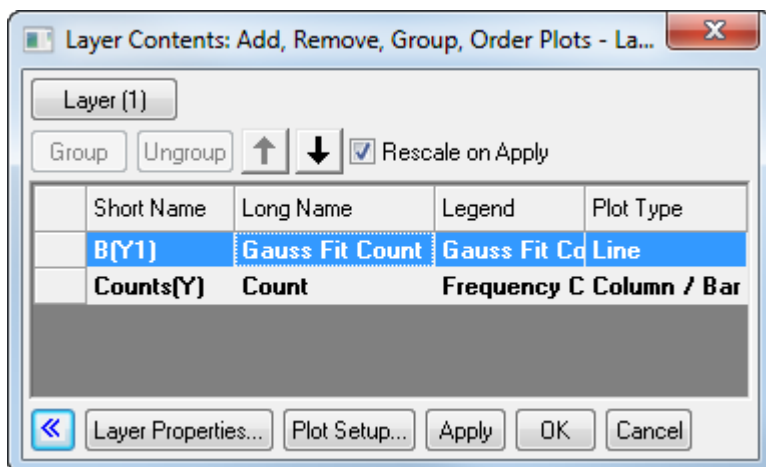 Layer Contents: Add, Remove, Group, Order Plots - La...
Layer (1)
Group Ungroup Rescale on Apply
Short Name Long Name Legend Plot Type
B(Y1) Gauss Fit Count Gauss Fit Co Line
Counts(Y) Count Frequency C Column / Bar
Layer Properties... Plot Setup... Apply OK Cancel